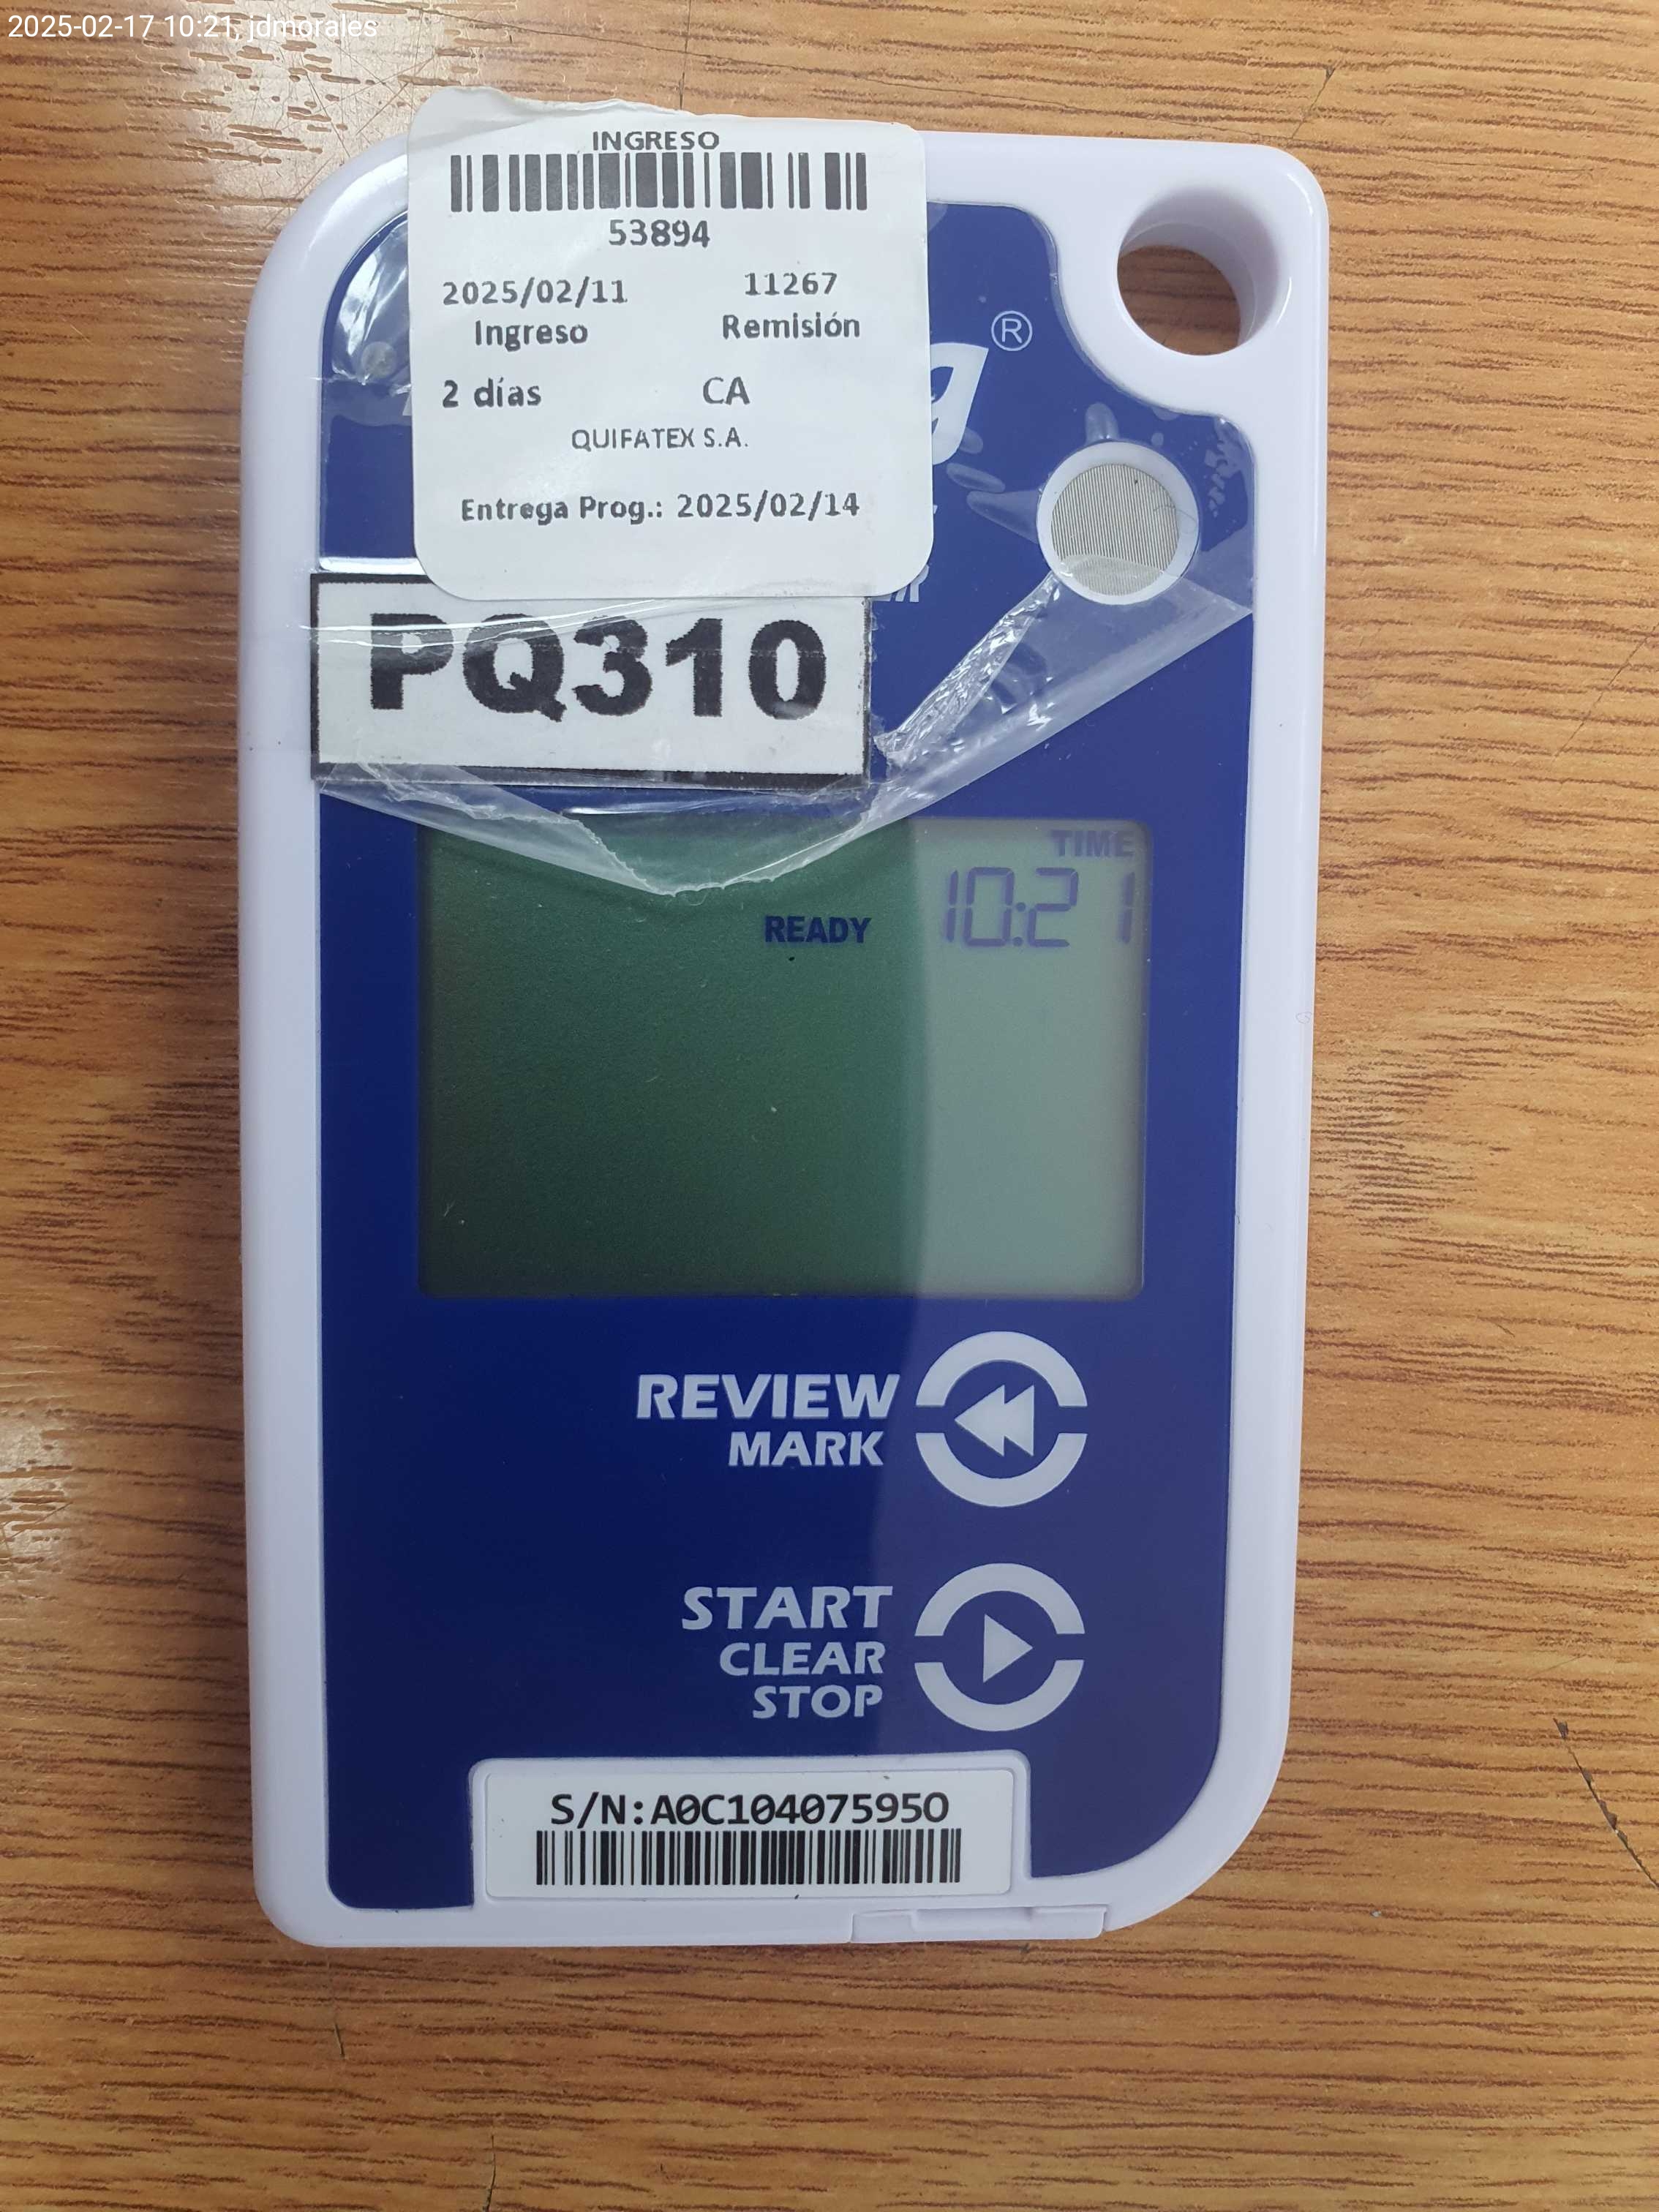 2025-02-17 10:21, jdmorales
INGRESO
53894
2025/02/11 11267
Ingreso Remisión
2 días CA
QUIFATEX S.A.
Entrega Prog.: 2025/02/14
®
PQ310
TIME
READY 10:21
REVIEW
MARK
START
CLEAR
STOP
S/N:A0C104075950